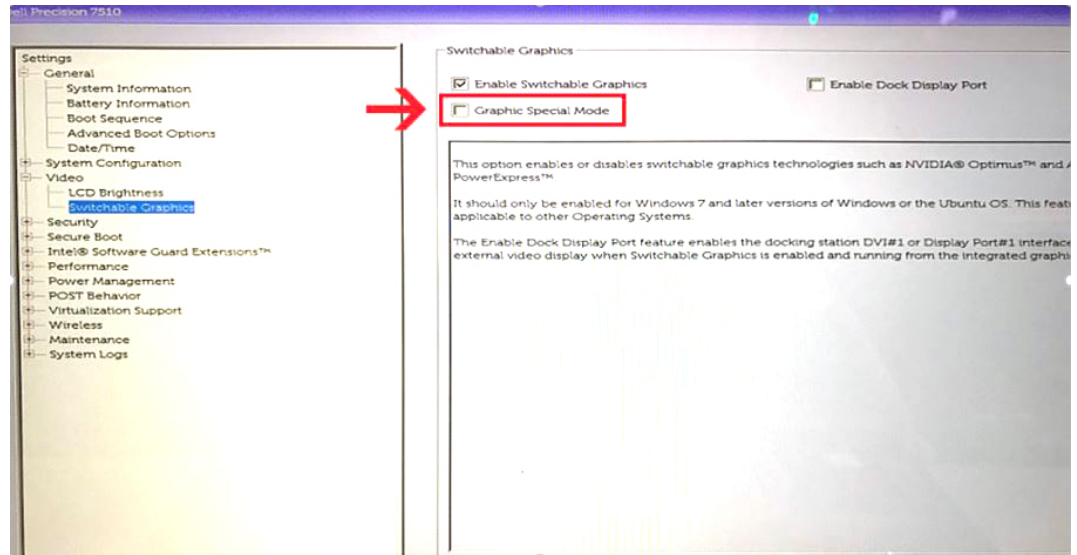 ell Precision 7510
Settings
General
System Information
Battery Information
Boot Sequence
Advanced Boot Options
Date/Time
System Configuration
Video
LCD Brightness
Switchable Graphics
Security
Secure Boot
Intel® Software Guard Extensions™
Performance
Power Management
POST Behavior
Virtualization Support
Wireless
Maintenance
System Logs
Switchable Graphics
Enable Switchable Graphics
Enable Dock Display Port
Graphic Special Mode
This option enables or disables switchable graphics technologies such as NVIDIA® Optimus™ and A
PowerExpress™
It should only be enabled for Windows 7 and later versions of Windows or the Ubuntu OS. This feat
applicable to other Operating Systems.
The Enable Dock Display Port feature enables the docking station DVI#1 or Display Port#1 interface
external video display when Switchable Graphics is enabled and running from the integrated graphi